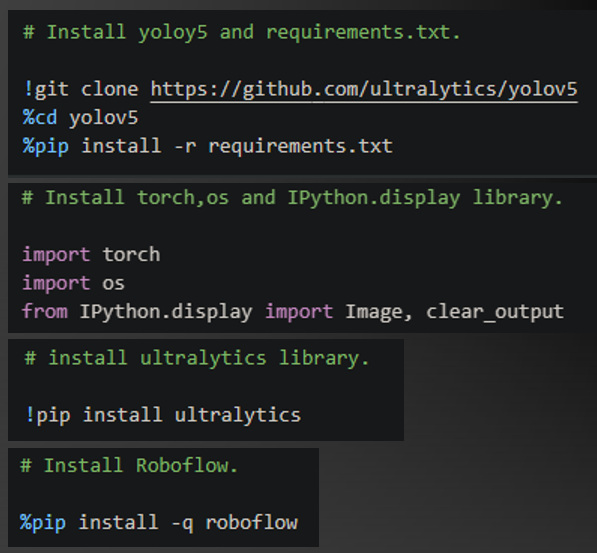 # Install yoloy5 and requirements.txt.
!git clone https://github.com/ultralytics/yolov5
%cd yolov5
%pip install -r requirements.txt
# Install torch,os and IPython.display library.
import torch
import os
from IPython.display import Image, clear_output
# install ultralytics library.
!pip install ultralytics
# Install Roboflow.
%pip install -q roboflow